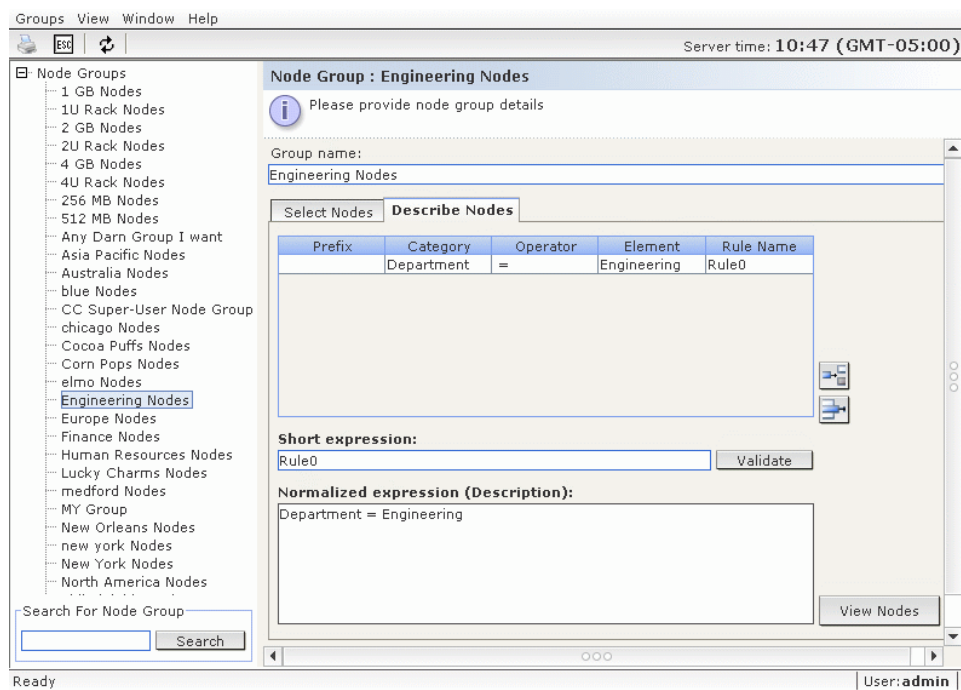 Groups View Window Help
ESC
Server time: 10:47 (GMT-05:00)
Node Groups
1 GB Nodes
1U Rack Nodes
2 GB Nodes
2U Rack Nodes
4 GB Nodes
4U Rack Nodes
256 MB Nodes
512 MB Nodes
Any Darn Group I want
Asia Pacific Nodes
Australia Nodes
blue Nodes
CC Super-User Node Group
chicago Nodes
Cocoa Puffs Nodes
Corn Pops Nodes
elmo Nodes
Engineering Nodes
Europe Nodes
Finance Nodes
Human Resources Nodes
Lucky Charms Nodes
medford Nodes
MY Group
New Orleans Nodes
new york Nodes
New York Nodes
North America Nodes
Search For Node Group
Search
Node Group : Engineering Nodes
i
Please provide node group details
Group name:
Engineering Nodes
Select Nodes Describe Nodes
Prefix Category Operator Element Rule Name
Department = Engineering Rule0
Short expression:
Rule0 Validate
Normalized expression (Description):
Department = Engineering
View Nodes
Ready User:admin